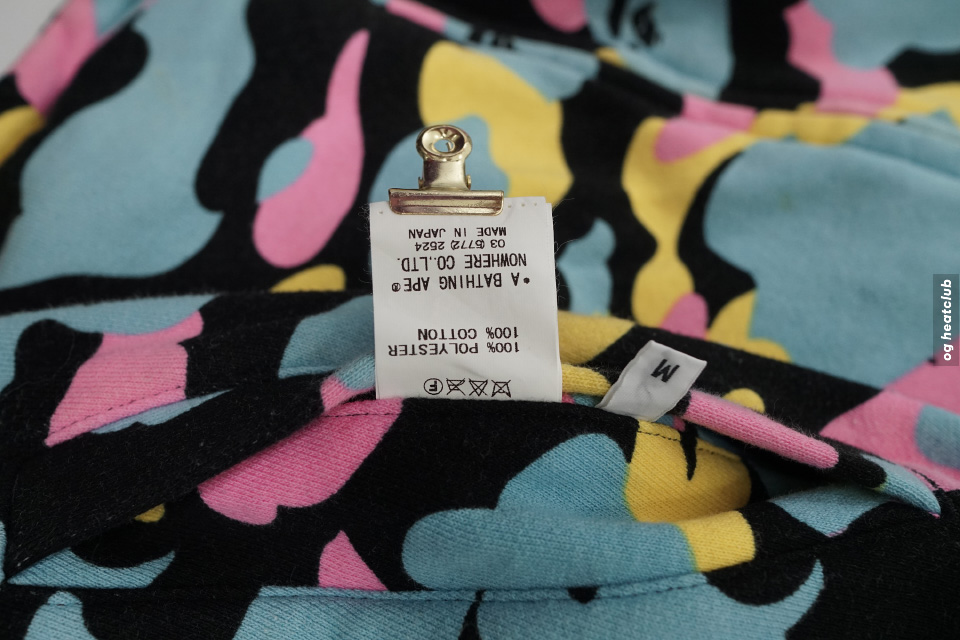 100% POLYESTER
100% COTTON
• A BATHING APE®
NOWHERE CO.,LTD.
03 (5772) 2524
MADE IN JAPAN
M
og heatclub